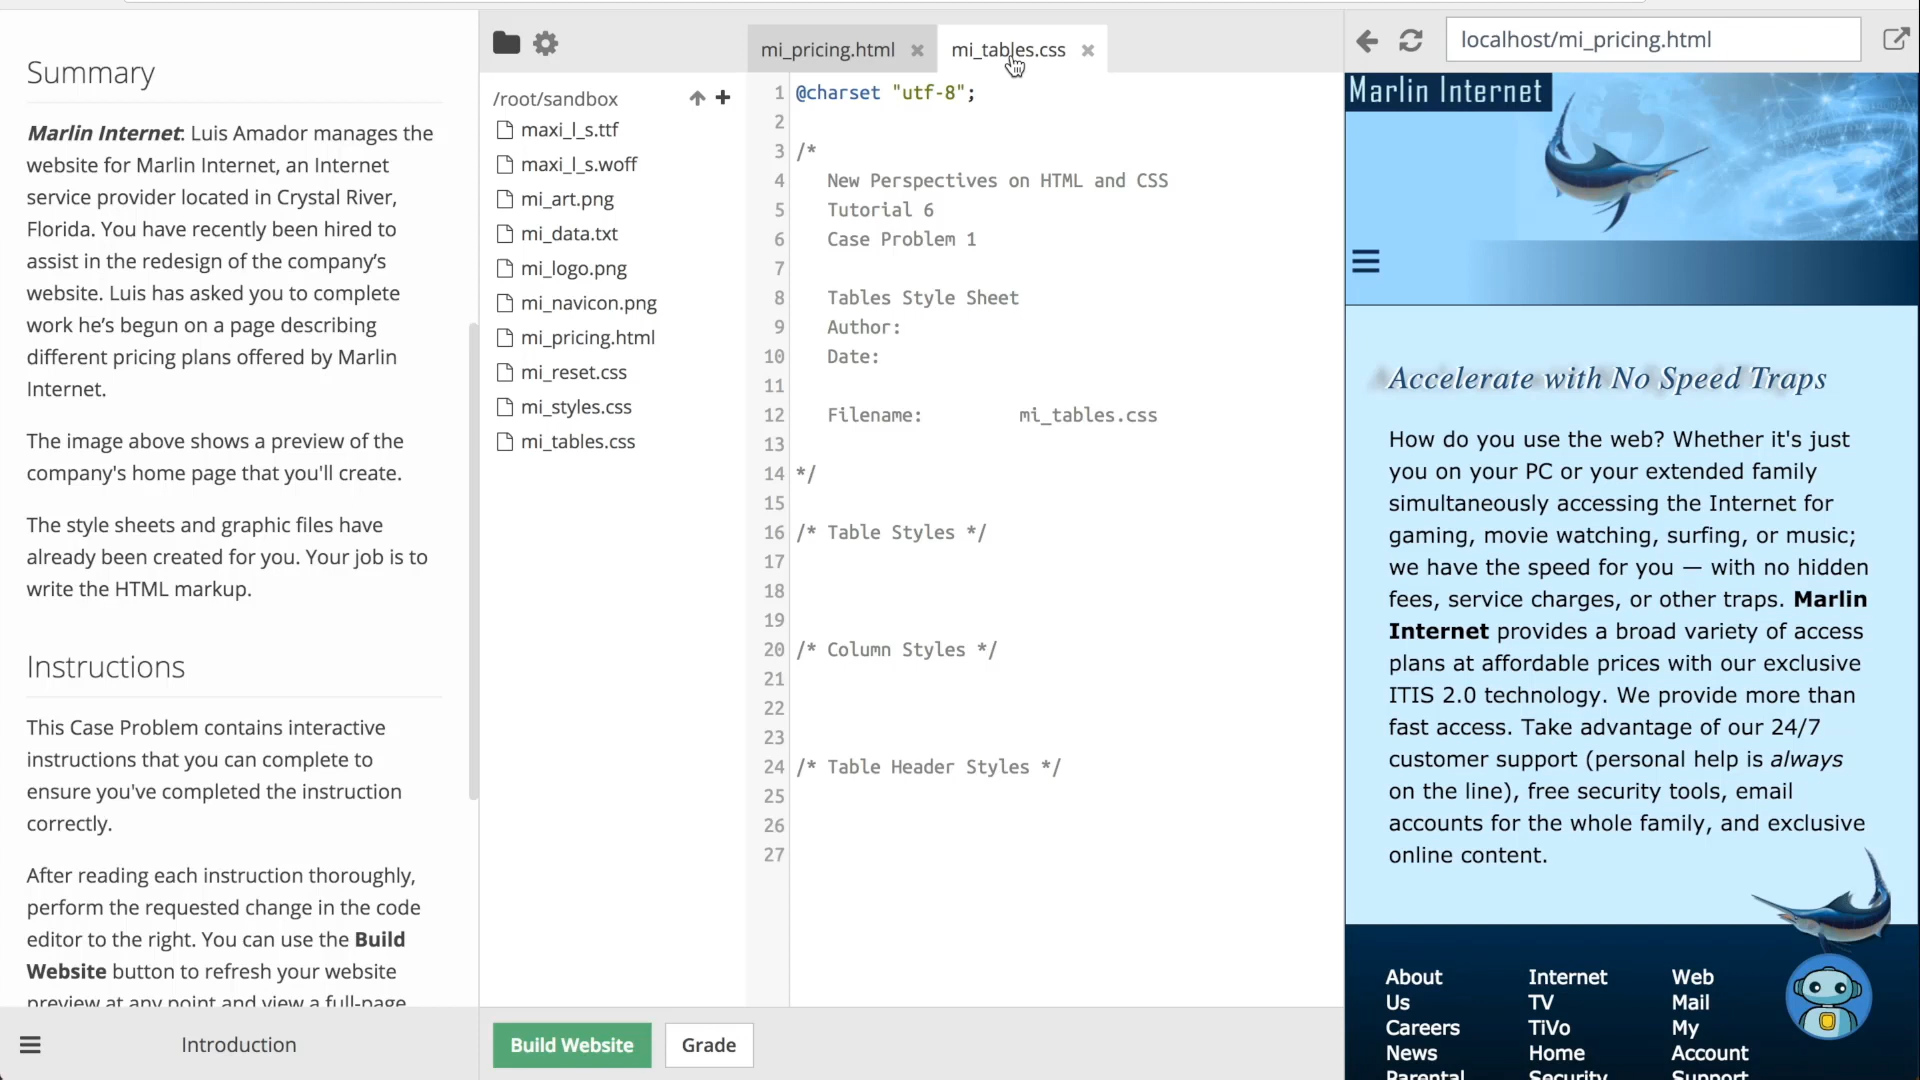 Summary
Marlin Internet: Luis Amador manages the
website for Marlin Internet, an Internet
service provider located in Crystal River,
Florida. You have recently been hired to
assist in the redesign of the company's
website. Luis has asked you to complete
work he's begun on a page describing
different pricing plans offered by Marlin
Internet.
The image above shows a preview of the
company's home page that you'll create.
The style sheets and graphic files have
already been created for you. Your job is to
write the HTML markup.
Instructions
This Case Problem contains interactive
instructions that you can complete to
ensure you've completed the instruction
correctly.
After reading each instruction thoroughly,
perform the requested change in the code
editor to the right. You can use the Build
Website button to refresh your website
preview at any point and view a full-page
Introduction
/root/sandbox
maxi_l_s.ttf
maxi_l_s.woff
mi_art.png
mi_data.txt
mi_logo.png
mi_navicon.png
mi_pricing.html
mi_reset.css
mi_styles.css
mi_tables.css
mi_pricing.html
mi_tables.css
1 @charset "utf-8";
2
3 /*
4 New Perspectives on HTML and CSS
5 Tutorial 6
6 Case Problem 1
7
8 Tables Style Sheet
9 Author:
10 Date:
11
12 Filename: mi_tables.css
13
14 */
15
16 /* Table Styles */
17
18
19
20 /* Column Styles */
21
22
23
24 /* Table Header Styles */
25
26
27
Build Website
Grade
localhost/mi_pricing.html
Marlin Internet
Accelerate with No Speed Traps
How do you use the web? Whether it's just
you on your PC or your extended family
simultaneously accessing the Internet for
gaming, movie watching, surfing, or music;
we have the speed for you — with no hidden
fees, service charges, or other traps. Marlin
Internet provides a broad variety of access
plans at affordable prices with our exclusive
ITIS 2.0 technology. We provide more than
fast access. Take advantage of our 24/7
customer support (personal help is always
on the line), free security tools, email
accounts for the whole family, and exclusive
online content.
About
Us
Careers
News
Parental
Internet
TV
TiVo
Home
Security
Web
Mail
My
Account
Support